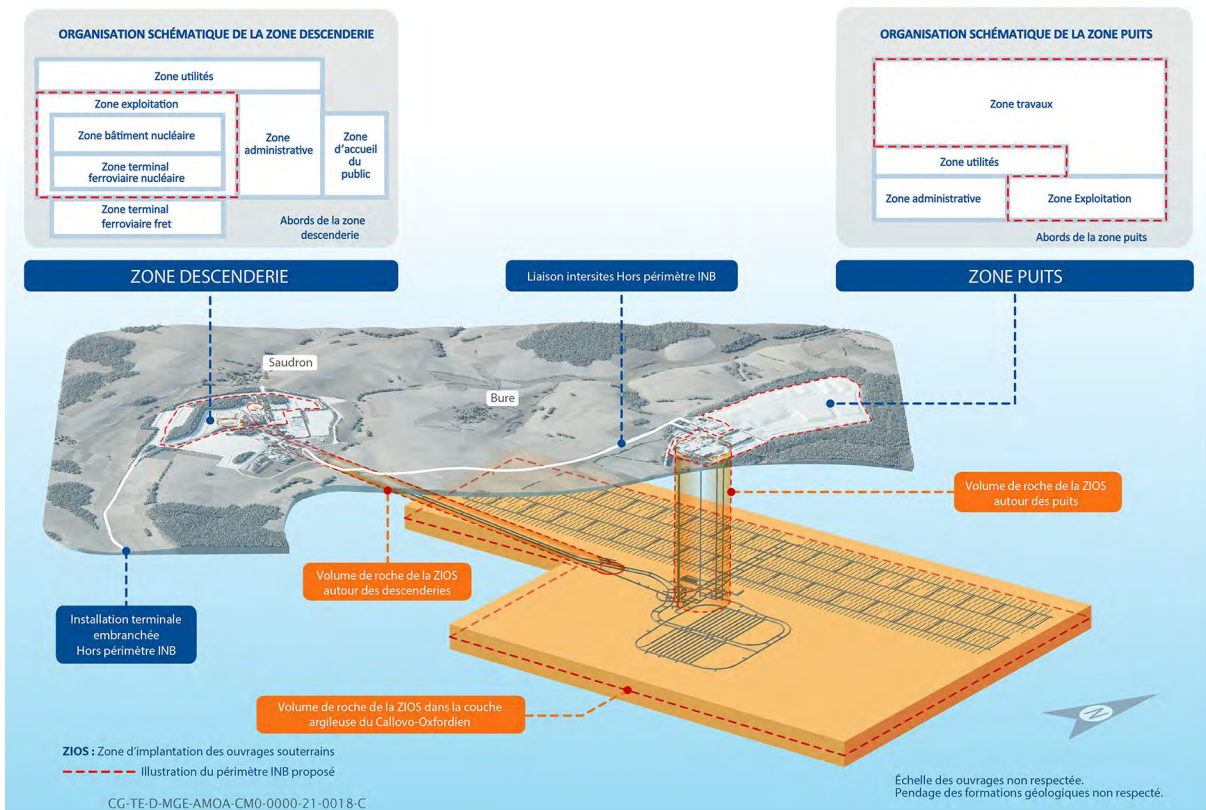 ORGANISATION SCHÉMATIQUE DE LA ZONE DESCENDERIE
Zone utilités
Zone exploitation
Zone bâtiment nucléaire
Zone terminal
ferroviaire nucléaire
Zone
administrative
Zone
d'accueil
du
public
Zone terminal
ferroviaire fret
Abords de la zone
descenderie
ORGANISATION SCHÉMATIQUE DE LA ZONE PUITS
Zone travaux
Zone utilités
Zone administrative
Zone Exploitation
Abords de la zone puits
ZONE DESCENDERIE
Liaison intersites Hors périmètre INB
ZONE PUITS
Saudron
Bure
Volume de roche de la ZIOS
autour des puits
Volume de roche de la ZIOS
autour des descenderies
Installation terminale
embranchée
Hors périmètre INB
Volume de roche de la ZIOS dans la couche
argileuse du Callovo-Oxfordien
N
ZIOS : Zone d'implantation des ouvrages souterrains
Illustration du périmètre INB proposé
Échelle des ouvrages non respectée.
Pendage des formations géologiques non respecté.
CG-TE-D-MGE-AMOA-CM0-0000-21-0018-C